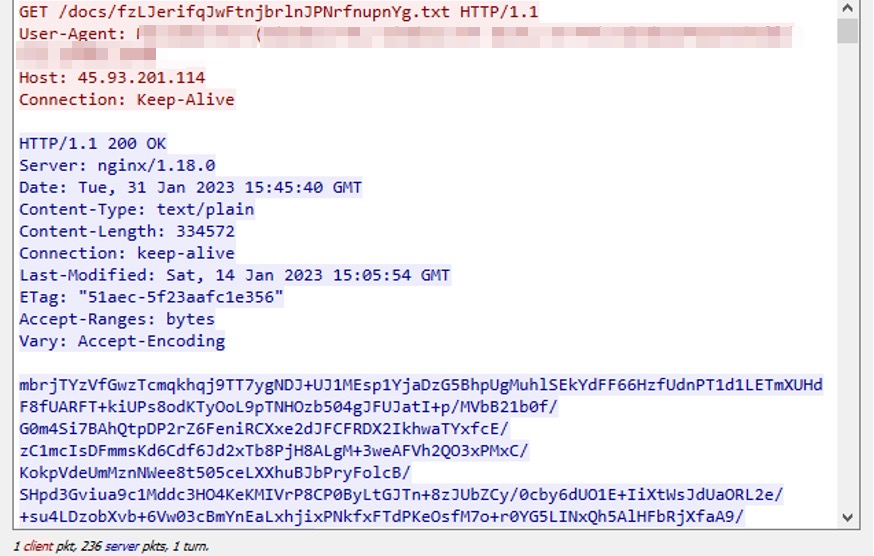 GET /docs/fzLJerifqJwFtnjbrlnJPNrfnupnYg.txt HTTP/1.1
User-Agent:
Host: 45.93.201.114
Connection: Keep-Alive
HTTP/1.1 200 OK
Server: nginx/1.18.0
Date: Tue, 31 Jan 2023 15:45:40 GMT
Content-Type: text/plain
Content-Length: 334572
Connection: keep-alive
Last-Modified: Sat, 14 Jan 2023 15:05:54 GMT
ETag: "51aec-5f23aafc1e356"
Accept-Ranges: bytes
Vary: Accept-Encoding
mbrjTYzVfGwzTcmqkhqj9TT7ygNDJ+UJ1MEsp1YjaDzG5BhpUgMuhlSEkYdFF66HzfUdnPT1d1LETmXUHd
F8fUARFT+kiUPs8odKTyOoL9pTNHOzb504gJFUJatI+p/MVbB21b0f/
G0m4Si7BAhQtpDP2rZ6FeniRCXxe2dJFCFRDX2IkhwaTYxfcE/
zC1mcIsDFmmsKd6Cdf6Jd2xTb8PjH8ALgM+3weAFVh2QO3xPMxC/
KokpVdeUmMznNWee8t505ceLXXhuBJbPryFolcB/
SHpd3Gviua9c1Mddc3HO4KeKMIVrP8CP0ByLtGJTn+8zJUbZCy/0cby6dUO1E+IiXtWsJdUaORL2e/
+su4LDzobXvb+6Vw03cBmYnEaLxhjixPNkfxFTdPKeOsfM7o+r0YG5LINxQh5AlHFbRjXfaA9/
1 client pkt, 236 server pkts, 1 turn.